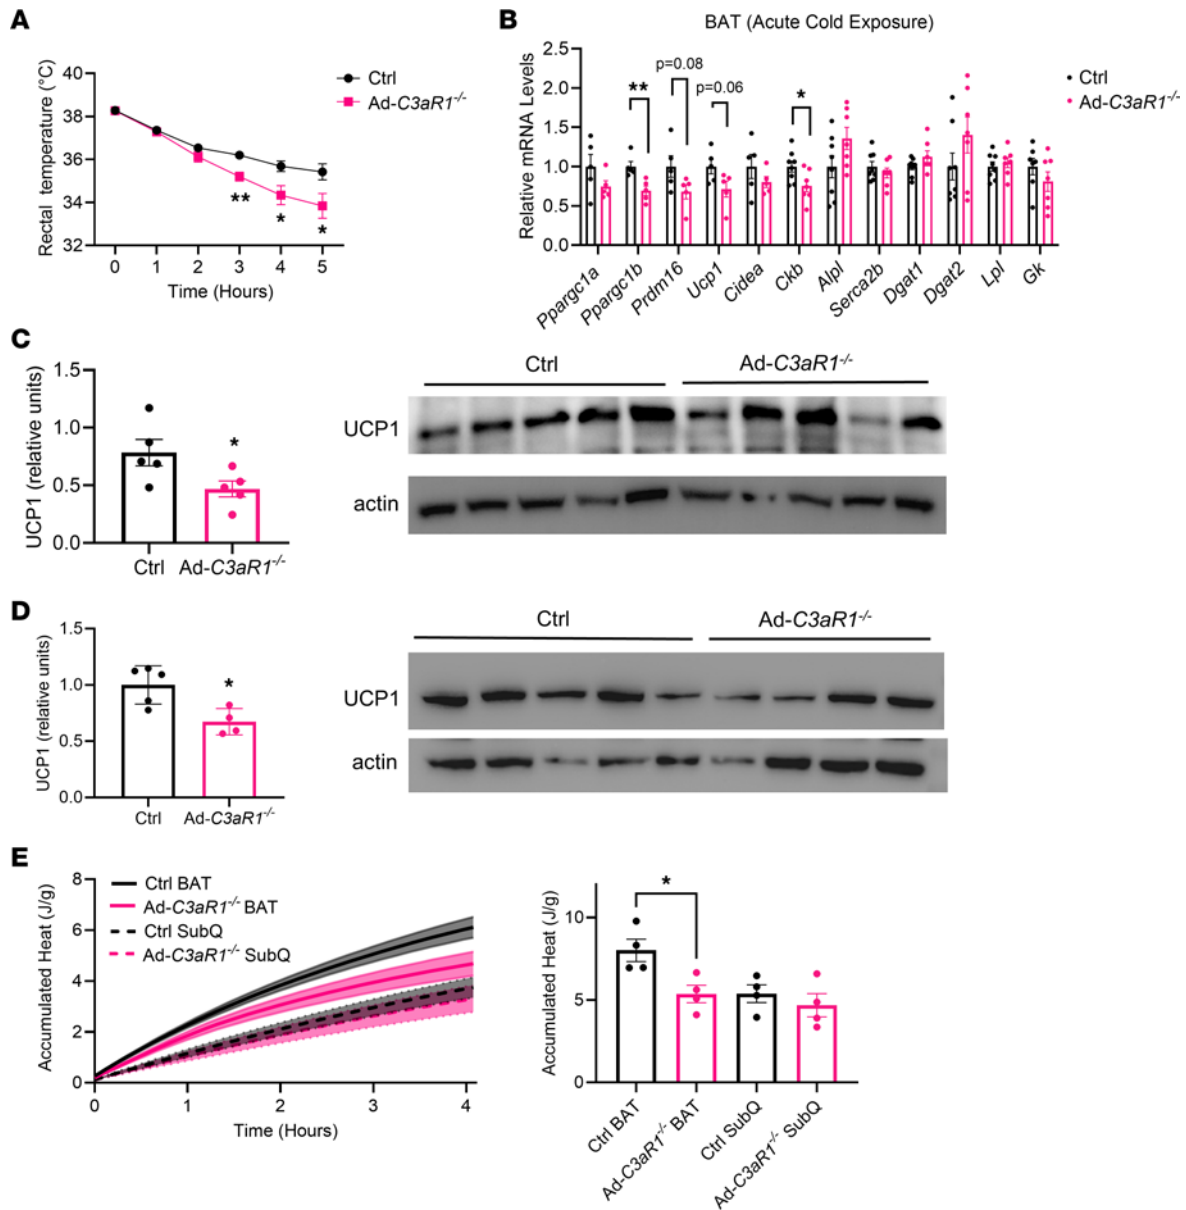 A
Rectal temperature (°C)
40
38
36
34
32
0 1 2 3 4 5
Time (Hours)
** * *
Ctrl
Ad-C3aR1-/-
B
BAT (Acute Cold Exposure)
Relative mRNA Levels
2.5
2.0
1.5
1.0
0.5
0.0
** p=0.08 p=0.06 *
Ctrl
Ad-C3aR1-/-
Ppargc1a Ppargc1b Prdm16 Ucp1 Cidea Ckb Alpl Serca2b Dgat1 Dgat2 Lpl Gk
C
UCP1 (relative units)
1.5
1.0
0.5
0.0
*
Ctrl Ad-C3aR1-/-
Ctrl Ad-C3aR1-/-
UCP1
actin
D
UCP1 (relative units)
1.5
1.0
0.5
0.0
*
Ctrl Ad-C3aR1-/-
Ctrl Ad-C3aR1-/-
UCP1
actin
E
Accumulated Heat (J/g)
8
6
4
2
0
0 1 2 3 4
Time (Hours)
Ctrl BAT
Ad-C3aR1-/- BAT
Ctrl SubQ
Ad-C3aR1-/- SubQ
Accumulated Heat (J/g)
10
5
0
*
Ctrl BAT
Ad-C3aR1-/- BAT
Ctrl SubQ
Ad-C3aR1-/- SubQ